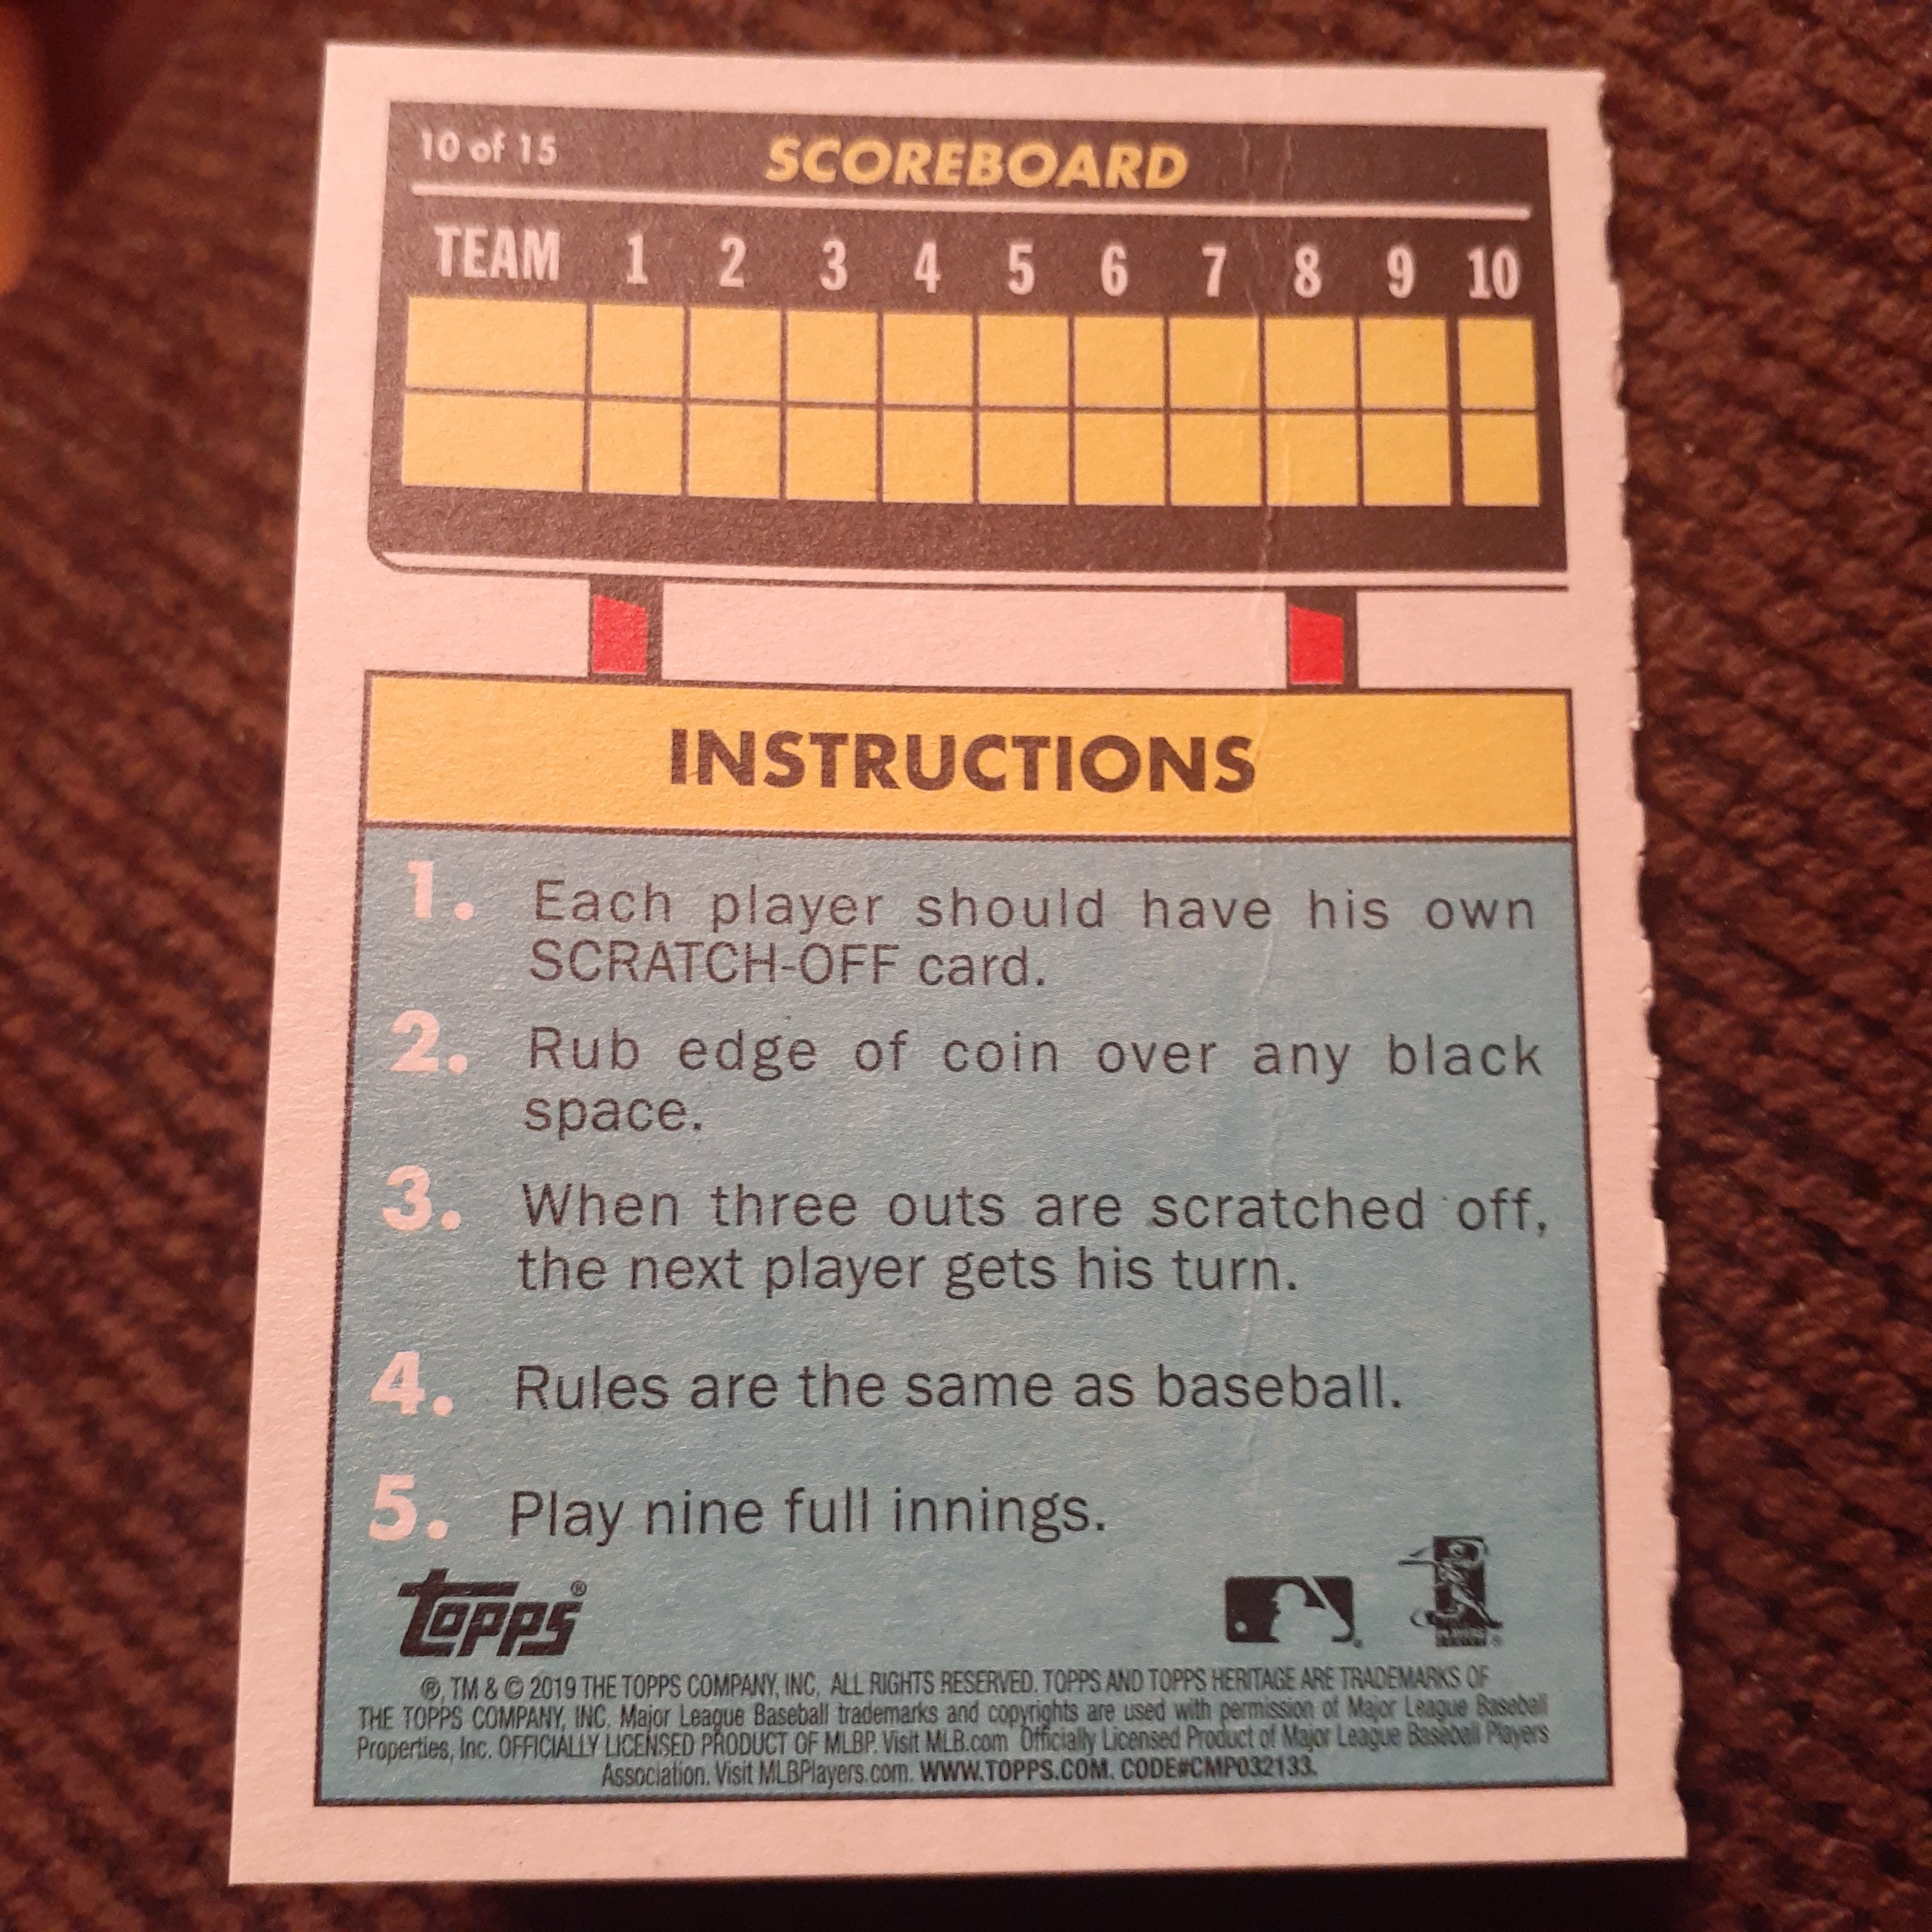 10 of 15
SCOREBOARD
TEAM 1 2 3 4 5 6 7 8 9 10
INSTRUCTIONS
1. Each player should have his own
SCRATCH-OFF card.
2. Rub edge of coin over any black
space.
3. When three outs are scratched off,
the next player gets his turn.
4. Rules are the same as baseball.
5. Play nine full innings.
Topps®
®, TM & © 2019 THE TOPPS COMPANY, INC. ALL RIGHTS RESERVED. TOPPS AND TOPPS HERITAGE ARE TRADEMARKS OF
THE TOPPS COMPANY, INC. Major League Baseball trademarks and copyrights are used with permission of Major League Baseball
Properties, Inc. OFFICIALLY LICENSED PRODUCT OF MLBP. Visit MLB.com Officially Licensed Product of Major League Baseball Players
Association. Visit MLBPlayers.com. WWW.TOPPS.COM. CODE#CMP032133.